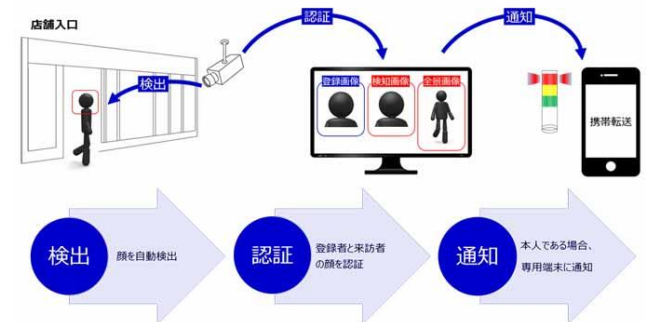 店舗入口
検出
認証
通知
登録画像
検知画像
全景画像
携帯転送
検出
顔を自動検出
認証
登録者と来訪者
の顔を認証
通知
本人である場合、
専用端末に通知